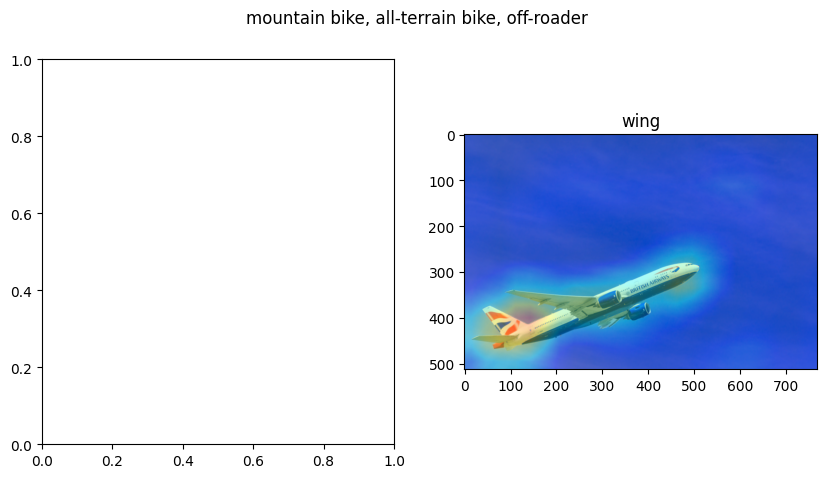 mountain bike, all-terrain bike, off-roader
1.0
0.8
0.6
0.4
0.2
0.0
0.0 0.2 0.4 0.6 0.8 1.0
wing
0
100
200
300
400
500
0 100 200 300 400 500 600 700
BRITISH AIRWAYS